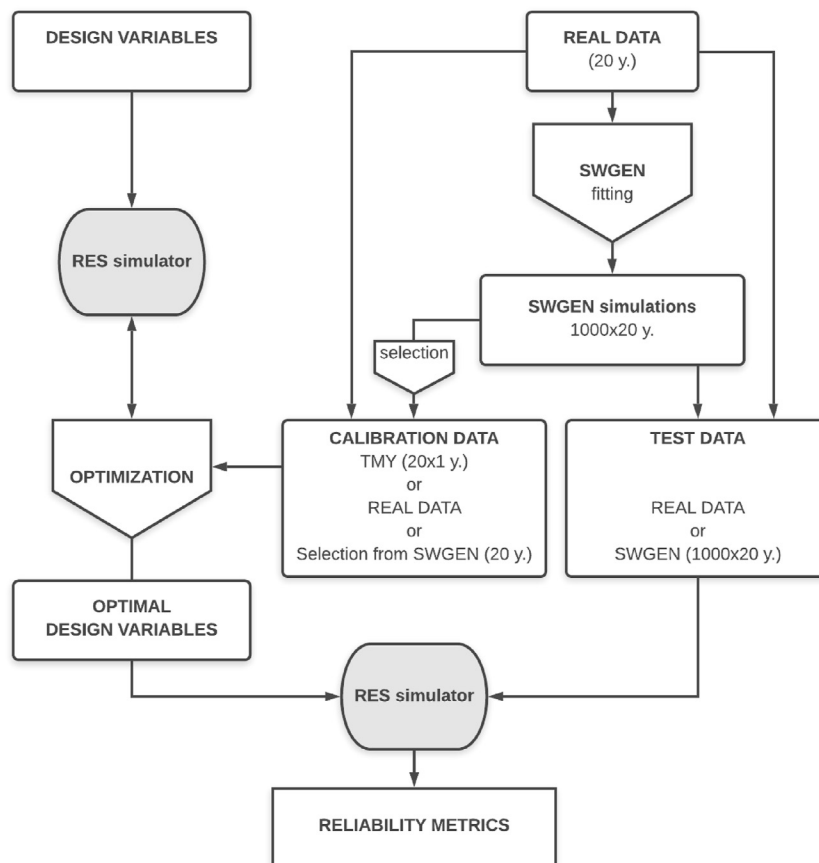 DESIGN VARIABLES
REAL DATA
(20 y.)
SWGEN
fitting
RES simulator
SWGEN simulations
1000x20 y.
selection
CALIBRATION DATA
TMY (20x1 y.)
or
REAL DATA
or
Selection from SWGEN (20 y.)
TEST DATA
REAL DATA
or
SWGEN (1000x20 y.)
OPTIMIZATION
OPTIMAL
DESIGN VARIABLES
RES simulator
RELIABILITY METRICS